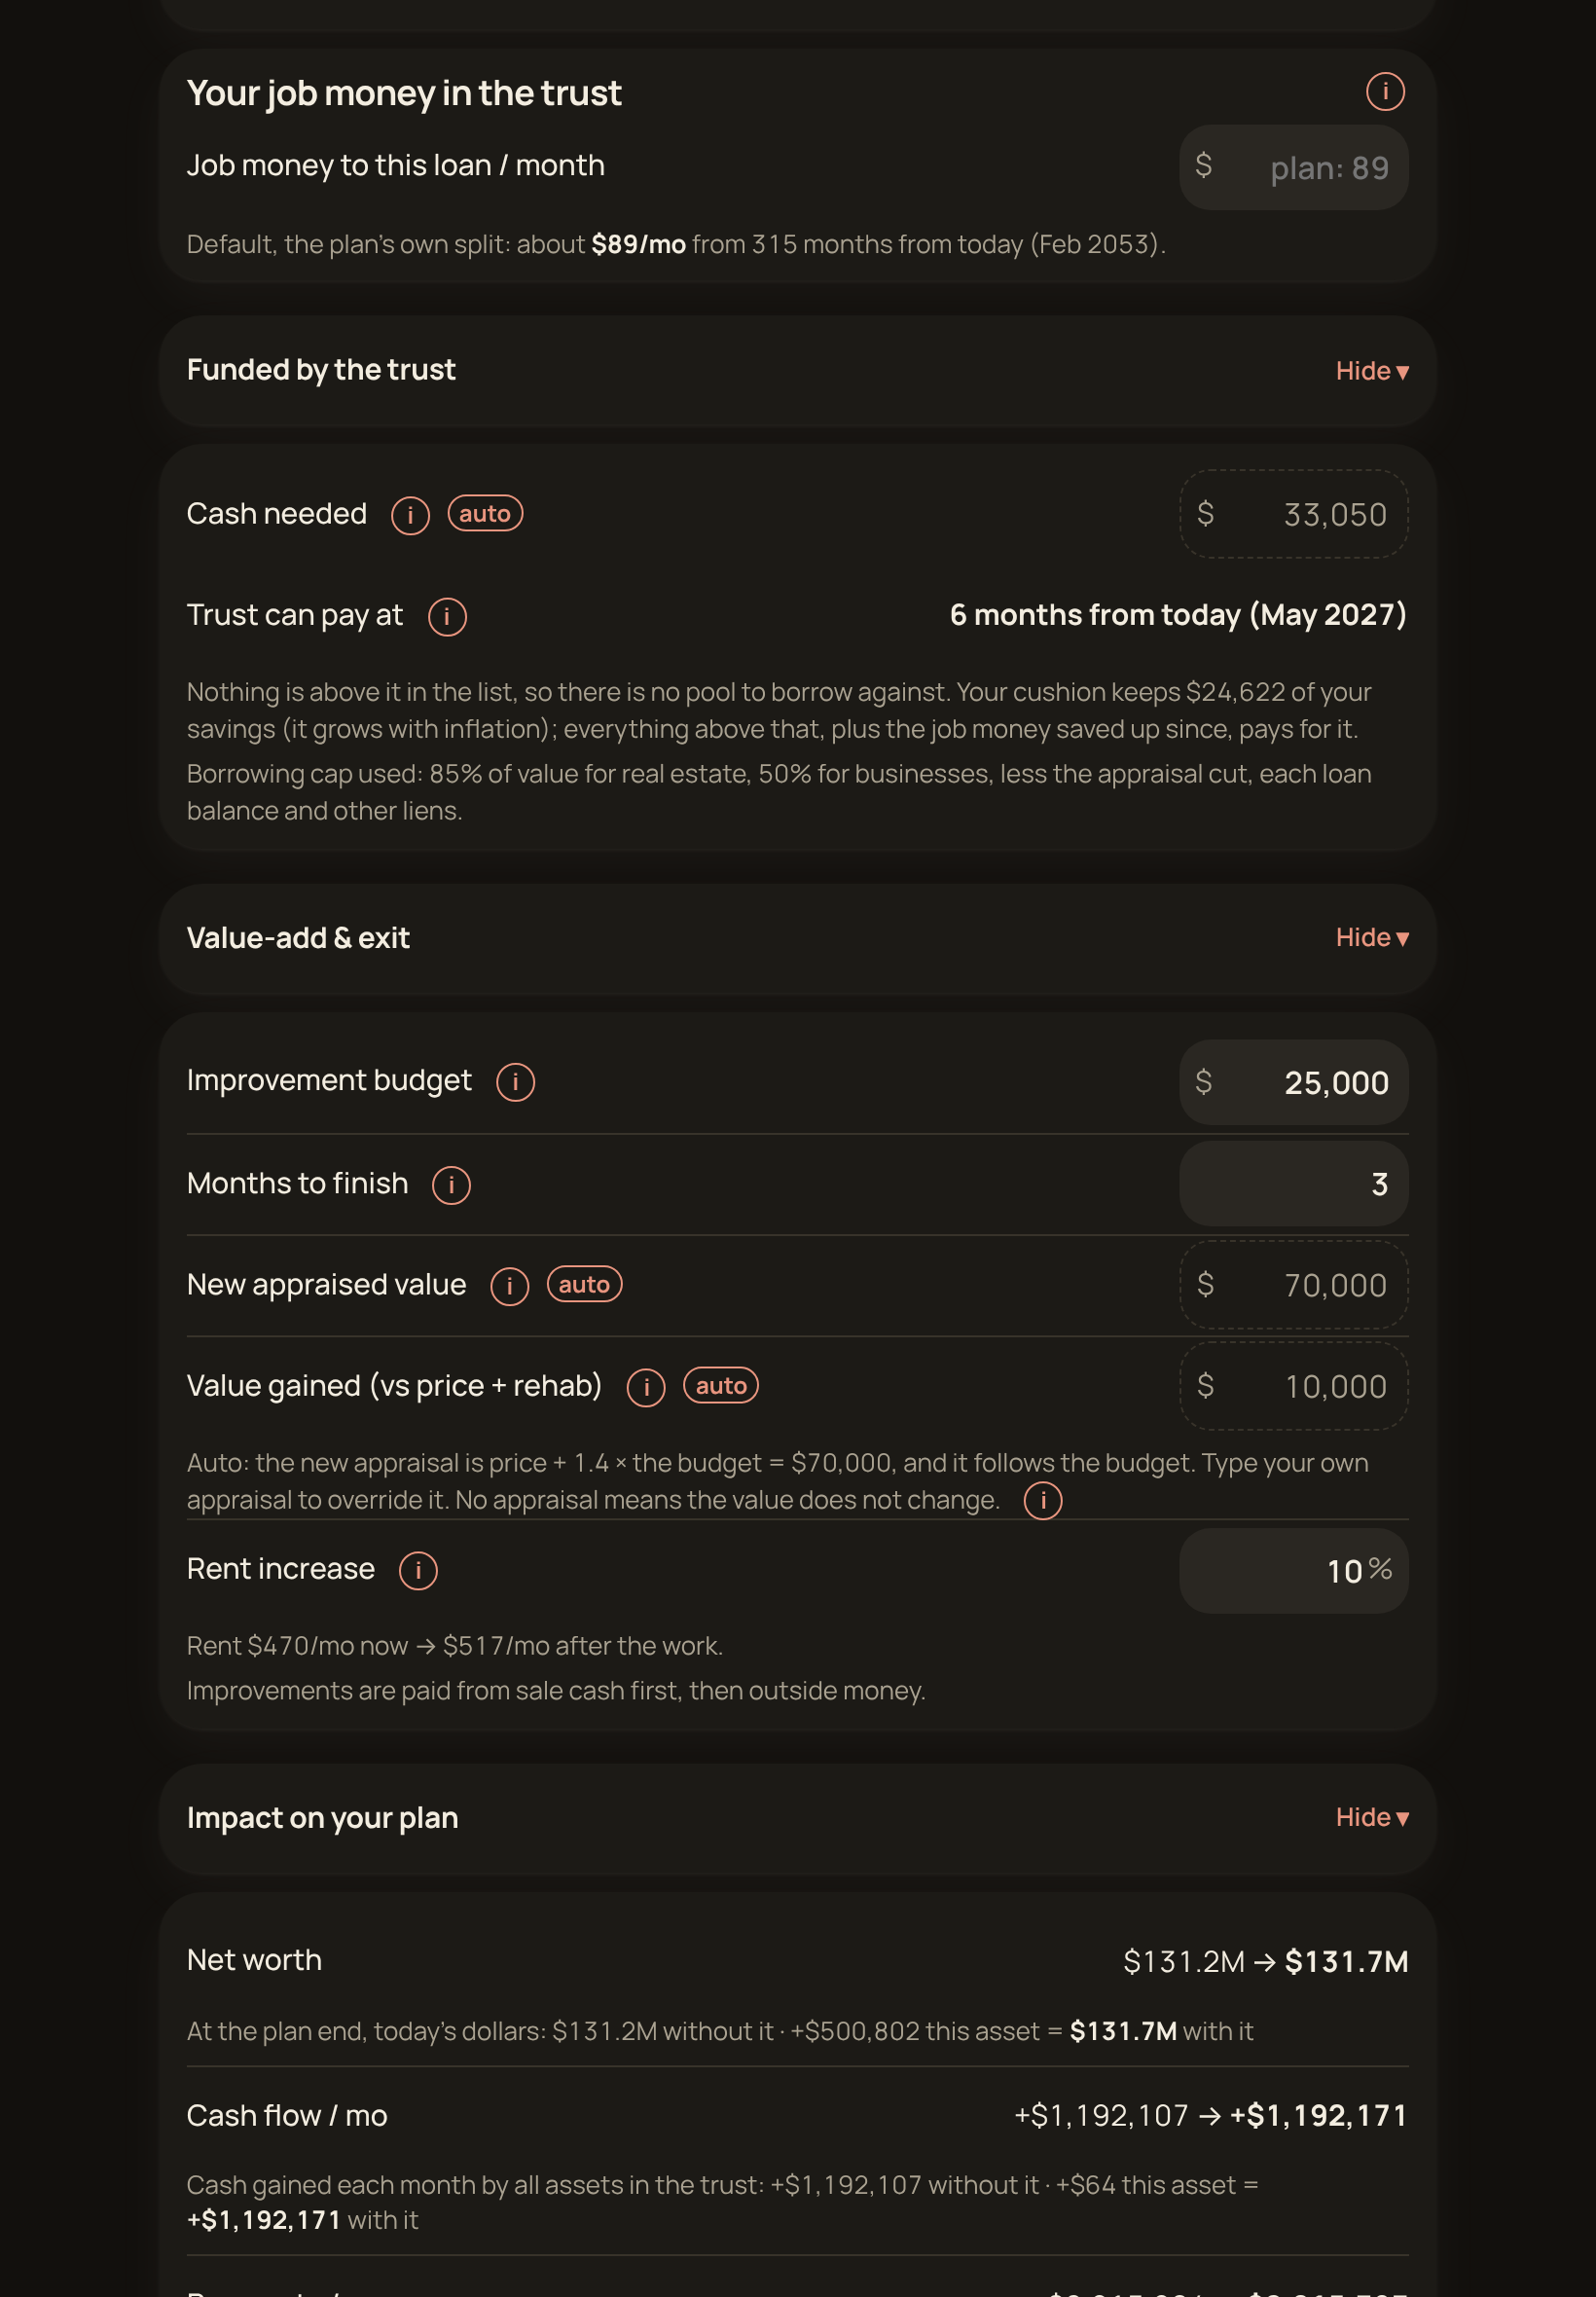 Your job money in the trust i
Job money to this loan / month $ plan: 89
Default, the plan's own split: about $89/mo from 315 months from today (Feb 2053).
Funded by the trust Hide ▾
Cash needed i auto $ 33,050
Trust can pay at i 6 months from today (May 2027)
Nothing is above it in the list, so there is no pool to borrow against. Your cushion keeps $24,622 of your
savings (it grows with inflation); everything above that, plus the job money saved up since, pays for it.
Borrowing cap used: 85% of value for real estate, 50% for businesses, less the appraisal cut, each loan
balance and other liens.
Value-add & exit Hide ▾
Improvement budget i $ 25,000
Months to finish i 3
New appraised value i auto $ 70,000
Value gained (vs price + rehab) i auto $ 10,000
Auto: the new appraisal is price + 1.4 × the budget = $70,000, and it follows the budget. Type your own
appraisal to override it. No appraisal means the value does not change. i
Rent increase i 10 %
Rent $470/mo now → $517/mo after the work.
Improvements are paid from sale cash first, then outside money.
Impact on your plan Hide ▾
Net worth $131.2M → $131.7M
At the plan end, today's dollars: $131.2M without it · +$500,802 this asset = $131.7M with it
Cash flow / mo +$1,192,107 → +$1,192,171
Cash gained each month by all assets in the trust: +$1,192,107 without it · +$64 this asset =
+$1,192,171 with it